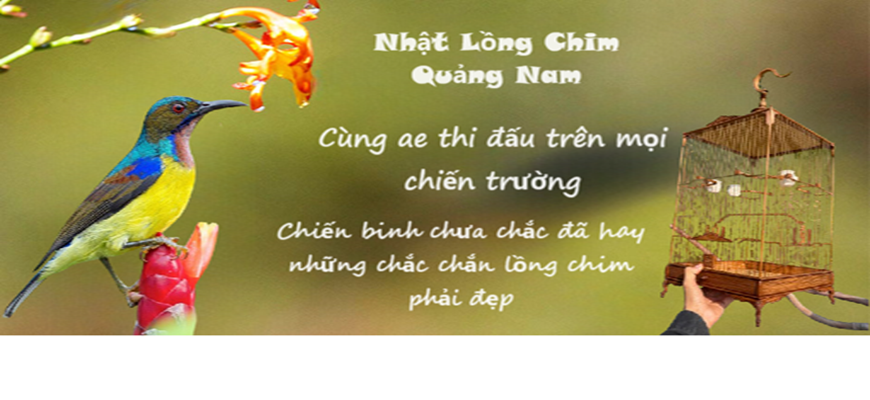 Nhật Lồng Chim
Quảng Nam
Cùng ae thi đấu trên mọi
chiến trường
Chiến binh chưa chắc đã hay
những chắc chắn lồng chim
phải đẹp